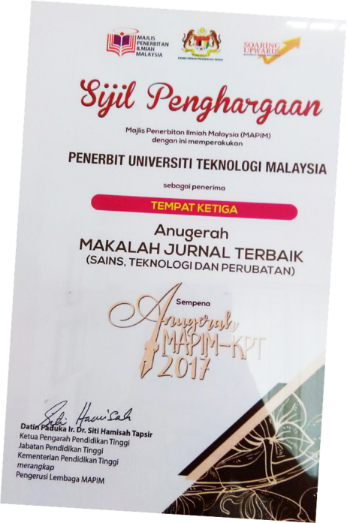 MAJLIS
PENERBITAN
ILMIAH
MALAYSIA
SOARING
UPWARDS
Sijil Penghargaan
Majlis Penerbitan Ilmiah Malaysia (MAPIM)
dengan ini memperakukan
PENERBIT UNIVERSITI TEKNOLOGI MALAYSIA
sebagai penerima
TEMPAT KETIGA
Anugerah
MAKALAH JURNAL TERBAIK
(SAINS, TEKNOLOGI DAN PERUBATAN)
Sempena
Anugerah
MAPIM-KPT
2017
Siti Hamisah
Datin Paduka Ir. Dr. Siti Hamisah Tapsir
Ketua Pengarah Pendidikan Tinggi
Jabatan Pendidikan Tinggi
Kementerian Pendidikan Tinggi
merangkap
Pengerusi Lembaga MAPIM